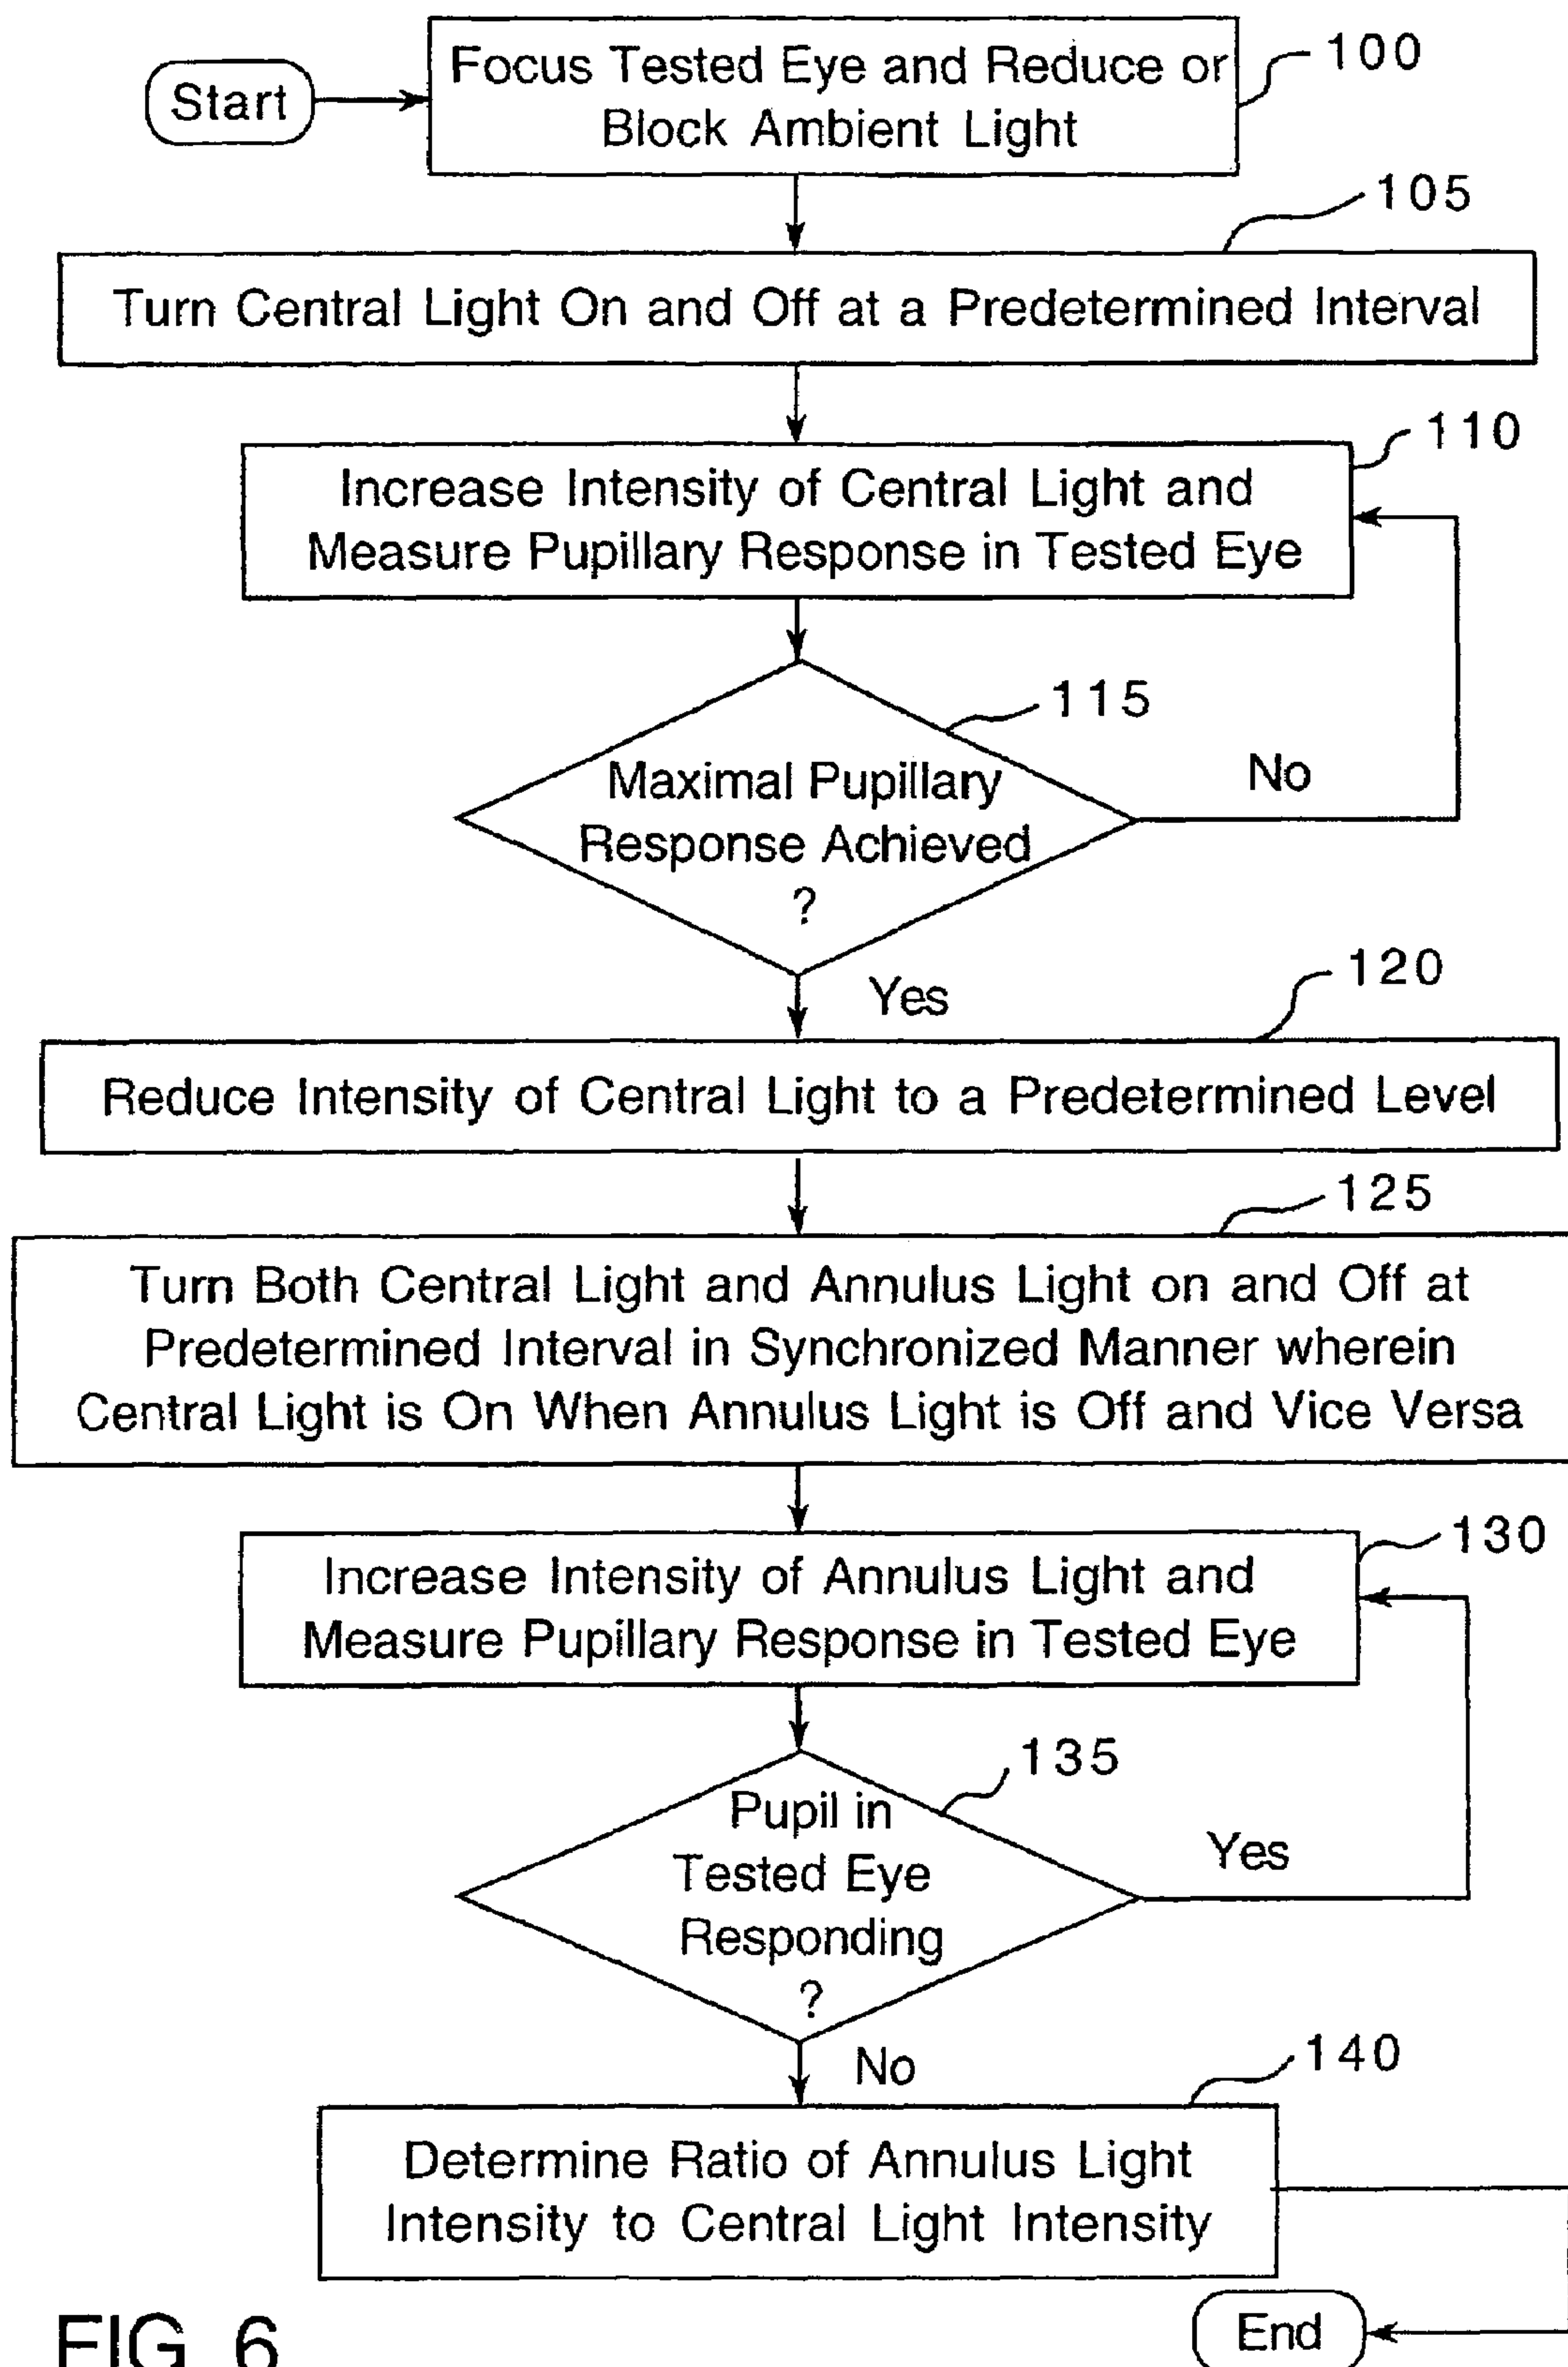 Start
Focus Tested Eye and Reduce or
Block Ambient Light
100
105
Turn Central Light On and Off at a Predetermined Interval
110
Increase Intensity of Central Light and
Measure Pupillary Response in Tested Eye
115
Maximal Pupillary
Response Achieved
?
No
Yes
120
Reduce Intensity of Central Light to a Predetermined Level
125
Turn Both Central Light and Annulus Light on and Off at
Predetermined Interval in Synchronized Manner wherein
Central Light is On When Annulus Light is Off and Vice Versa
130
Increase Intensity of Annulus Light and
Measure Pupillary Response in Tested Eye
135
Pupil in
Tested Eye
Responding
?
Yes
No
140
Determine Ratio of Annulus Light
Intensity to Central Light Intensity
End
FIG 6